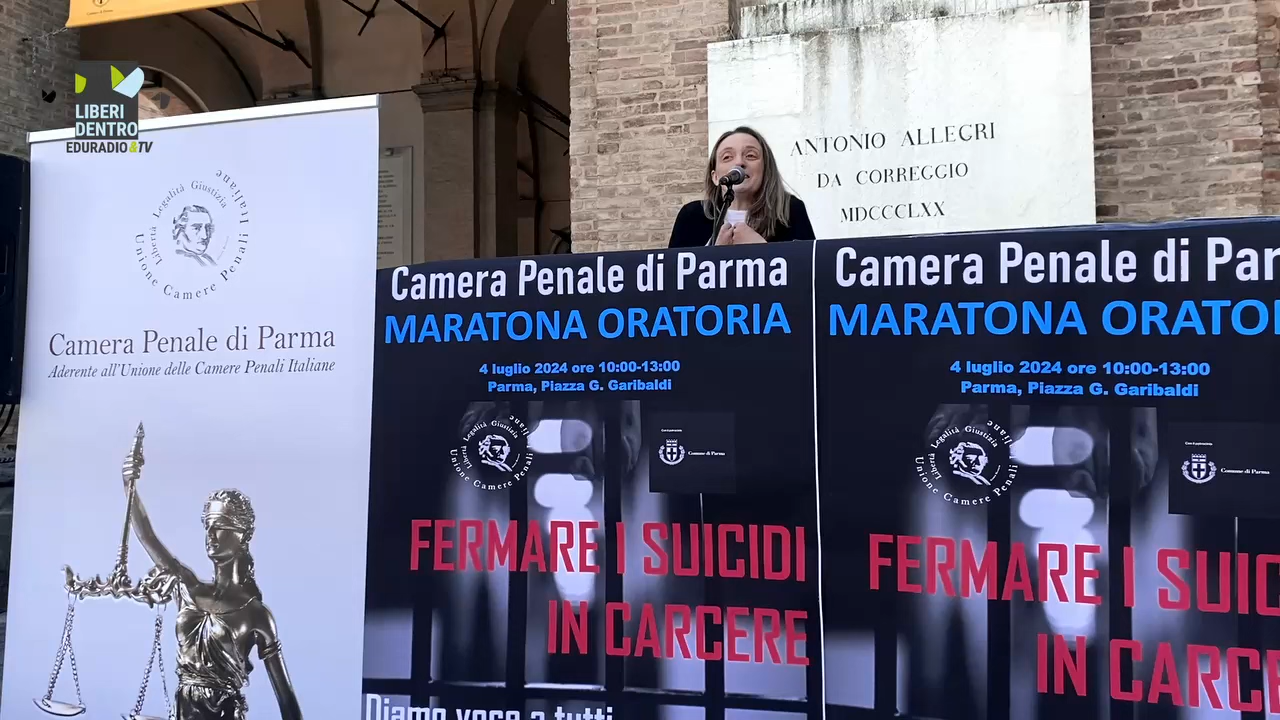 LIBERI
DENTRO
EDURADIO&TV
Libertà Legalità Giustizia
Unione Camere Penali Italiane
Camera Penale di Parma
Aderente all'Unione delle Camere Penali Italiane
ANTONIO ALLEGRI
DA CORREGGIO
MDCCCLXX
Camera Penale di Parma
MARATONA ORATORIA
4 luglio 2024 ore 10:00-13:00
Parma, Piazza G. Garibaldi
Libertà Legalità Giustizia
Unione Camere Penali Italiane
Comune di Parma
FERMARE I SUICIDI
IN CARCERE
Diamo voce a tutti
Camera Penale di Par
MARATONA ORATO
4 luglio 2024 ore 10:00-13:00
Parma, Piazza G. Garibaldi
Libertà Legalità Giustizia
Unione Camere Penali Italiane
Comune di Parma
FERMARE I SUIC
IN CARCE